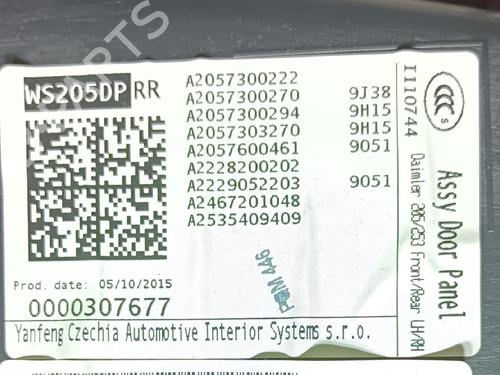 WS205DP RR
A2057300222
A2057300270 9J38
A2057300294 9H15
A2057303270 9H15
A2057600461 9051
A2228200202
A2229052203 9051
A2467201048
A2535409409
Prod. date: 05/10/2015
0000307677
Yanfeng Czechia Automotive Interior Systems s.r.o.
I110744
CCC S
Assy Door Panel
Daimler 205/253 Front/Rear LH/RH
PARTS